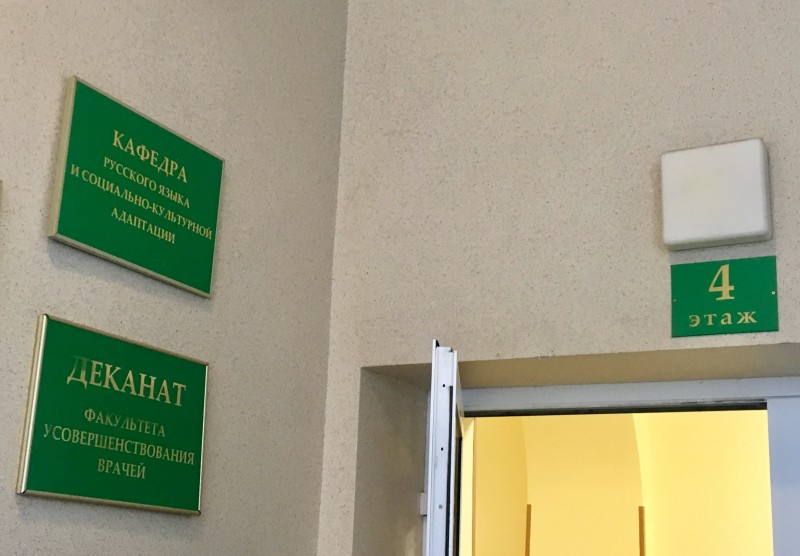 КАФЕДРА
РУССКОГО ЯЗЫКА
И СОЦИАЛЬНО-КУЛЬТУРНОЙ
АДАПТАЦИИ
ДЕКАНАТ
ФАКУЛЬТЕТА
УСОВЕРШЕНСТВОВАНИЯ
ВРАЧЕЙ
4
этаж